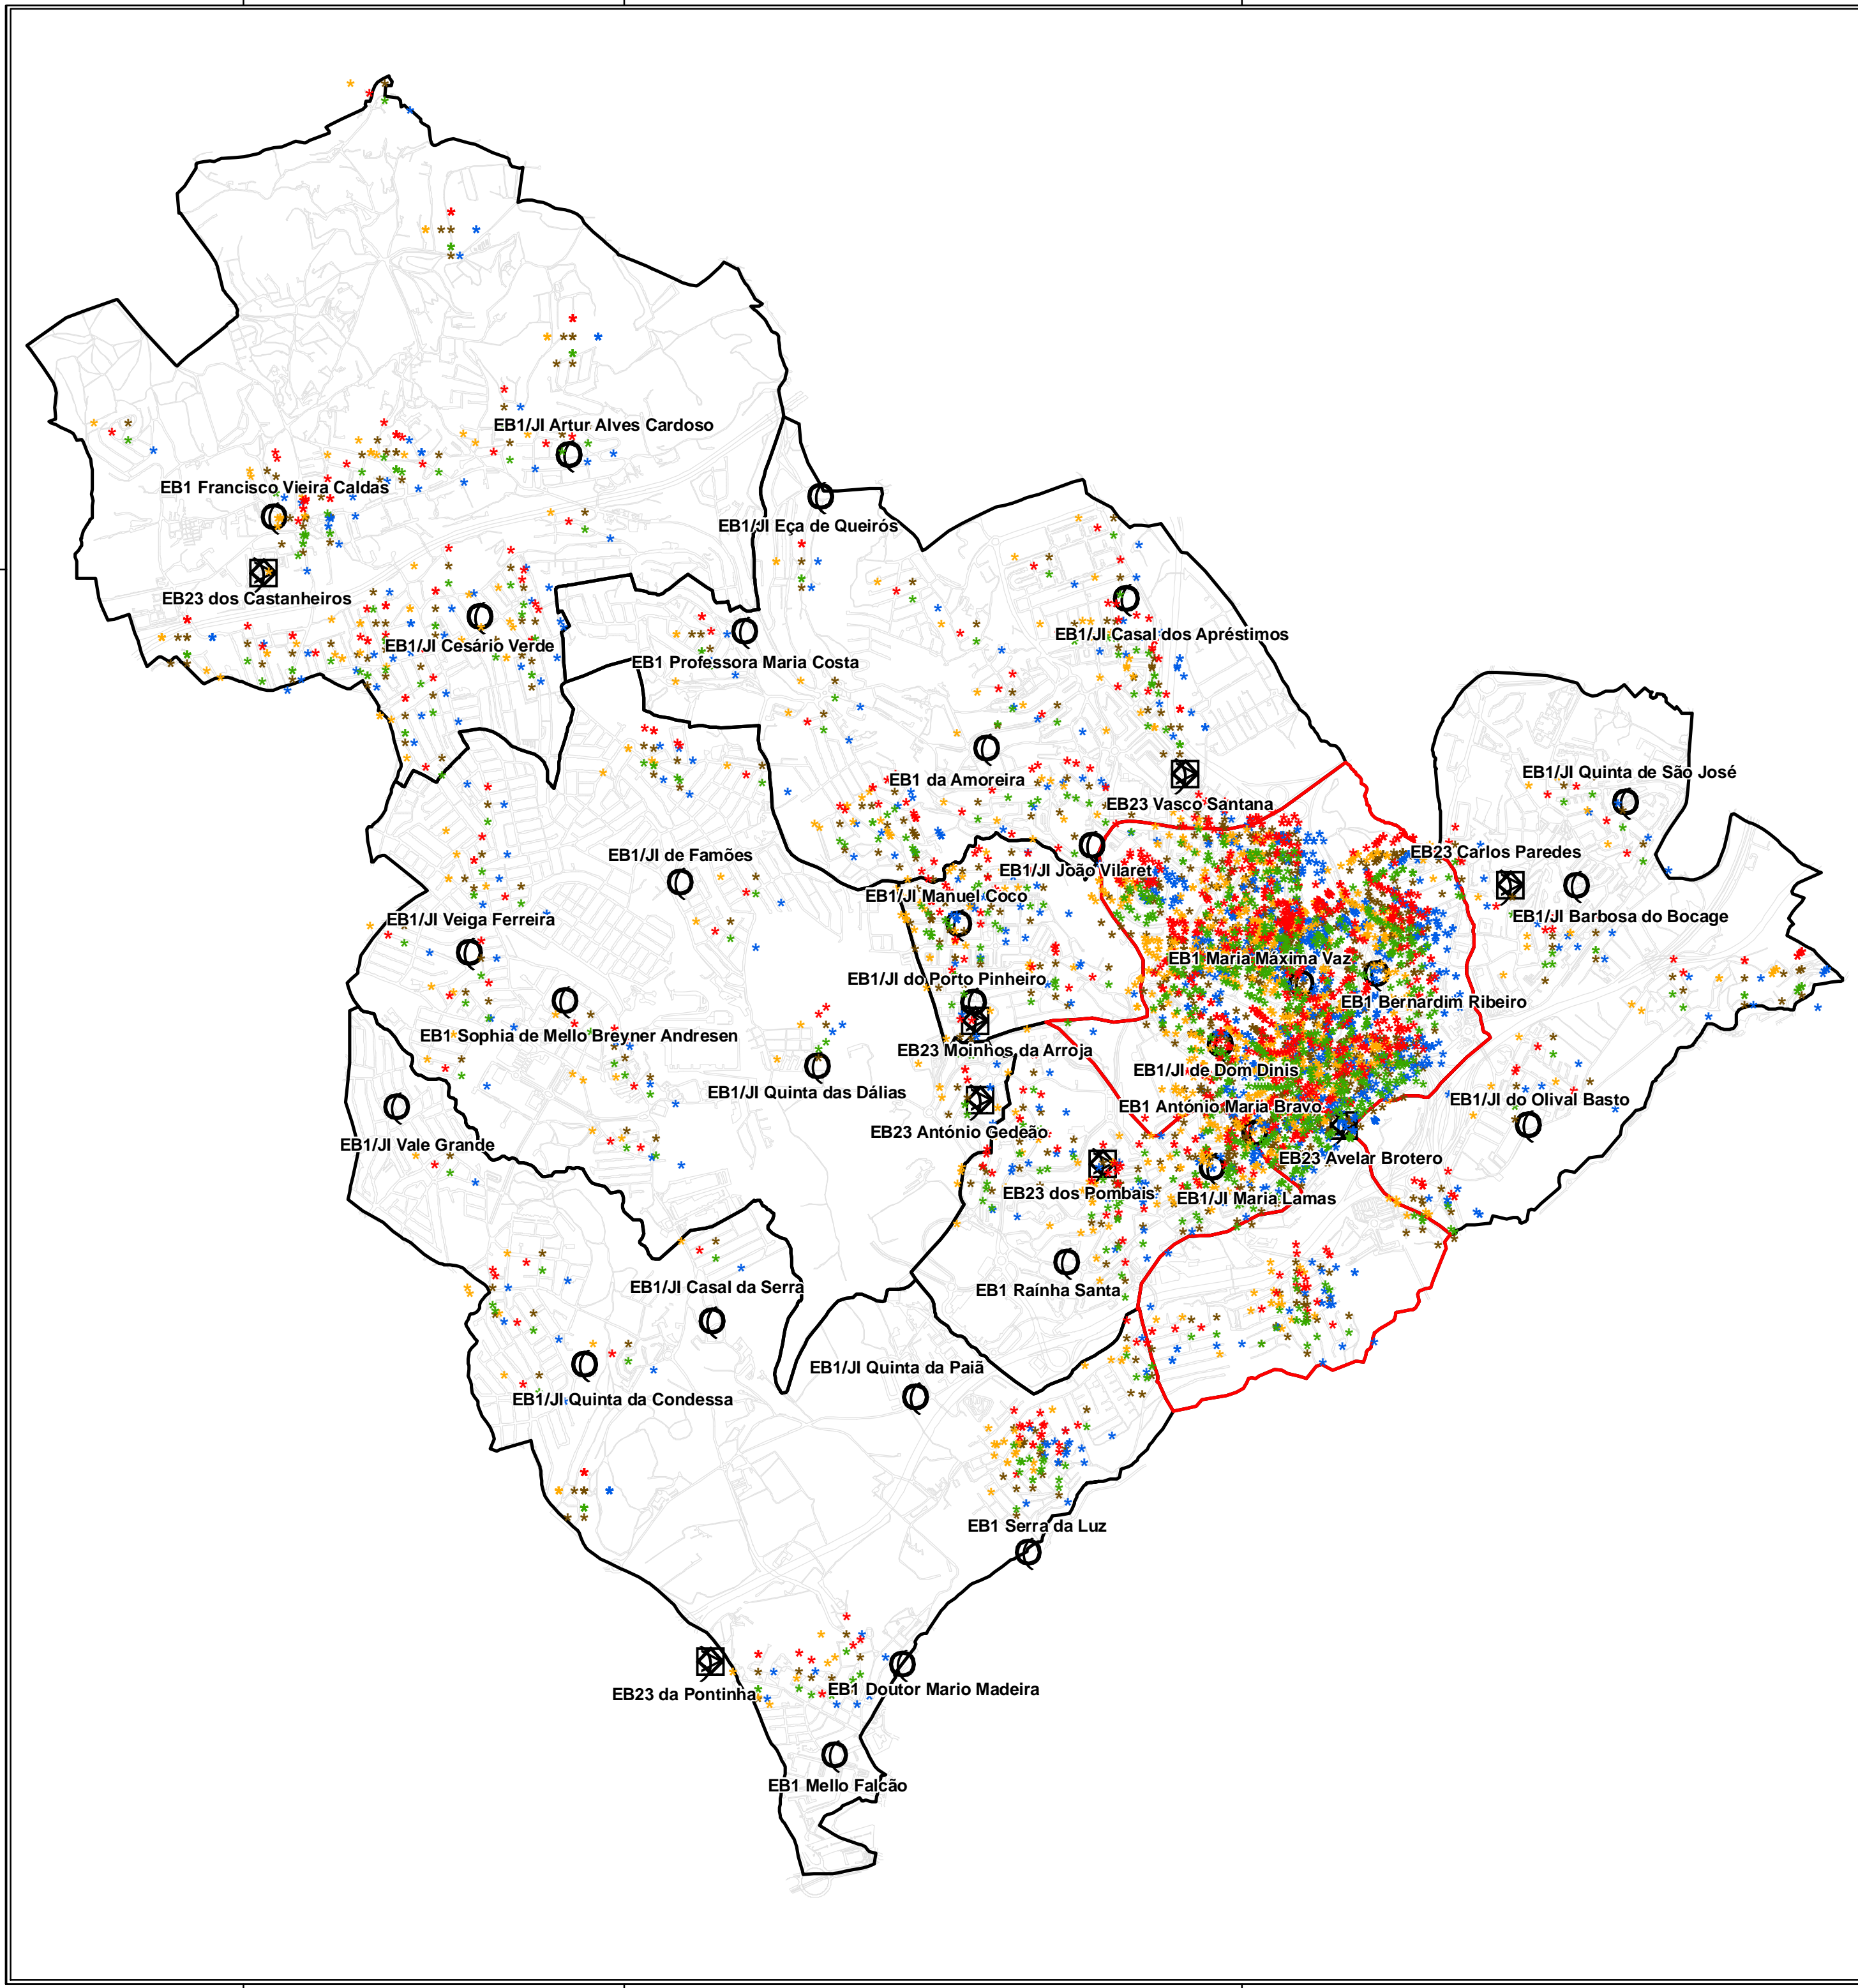 EB1/JI Artur Alves Cardoso
EB1 Francisco Vieira Caldas
EB1/JI Eça de Queirós
EB23 dos Castanheiros
EB1/JI Casal dos Apréstimos
EB1/JI Cesário Verde
EB1 Professora Maria Costa
EB1/JI Quinta de São José
EB1 da Amoreira
EB23 Vasco Santana
EB23 Carlos Paredes
EB1/JI de Famões
EB1/JI João Vilaret
EB1/JI Manuel Coco
EB1/JI Barbosa do Bocage
EB1/JI Veiga Ferreira
EB1 Maria Máxima Vaz
EB1/JI do Porto Pinheiro
EB1 Bernardim Ribeiro
EB1 Sophia de Mello Breyner Andresen
EB23 Moinhos da Arroja
EB1/JI de Dom Dinis
EB1/JI Quinta das Dálias
EB1/JI do Olival Basto
EB1 António Maria Bravo
EB23 António Gedeão
EB1/JI Vale Grande
EB23 Avelar Brotero
EB23 dos Pombais
EB1/JI Maria Lamas
EB1/JI Casal da Serra
EB1 Raínha Santa
EB1/JI Quinta da Paiã
EB1/JI Quinta da Condessa
EB1 Serra da Luz
EB1 Doutor Mario Madeira
EB23 da Pontinha
EB1 Mello Falcão